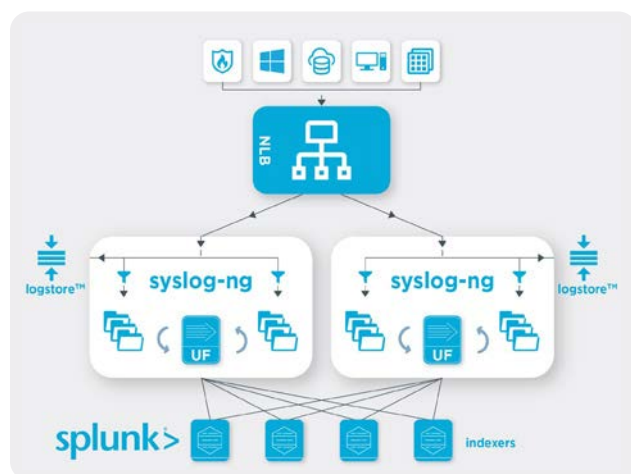 NLB
logstore™
syslog-ng
syslog-ng
logstore™
UF
UF
splunk>
indexers